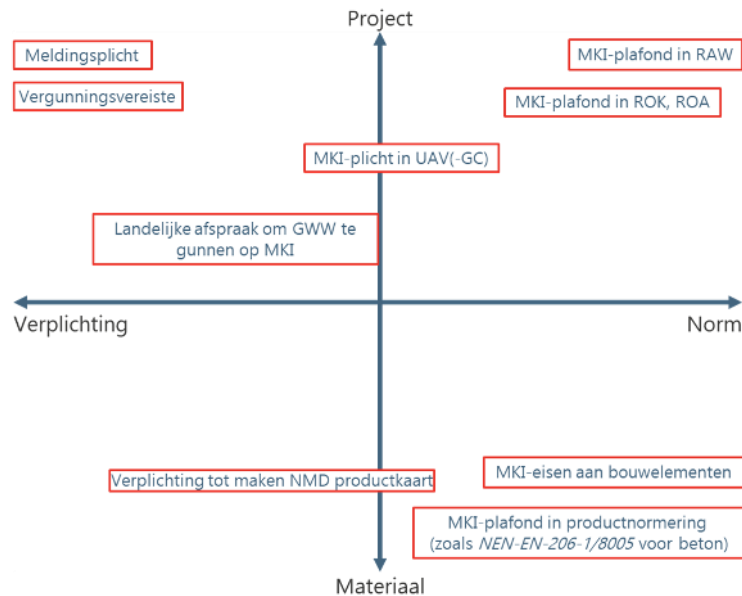 Project
Meldingsplicht
MKI-plafond in RAW
Vergunningsvereiste
MKI-plafond in ROK, ROA
MKI-plicht in UAV(-GC)
Landelijke afspraak om GWW te
gunnen op MKI
Verplichting
Norm
MKI-eisen aan bouwelementen
Verplichting tot maken NMD productkaart
MKI-plafond in productnormering
(zoals NEN-EN-206-1/8005 voor beton)
Materiaal